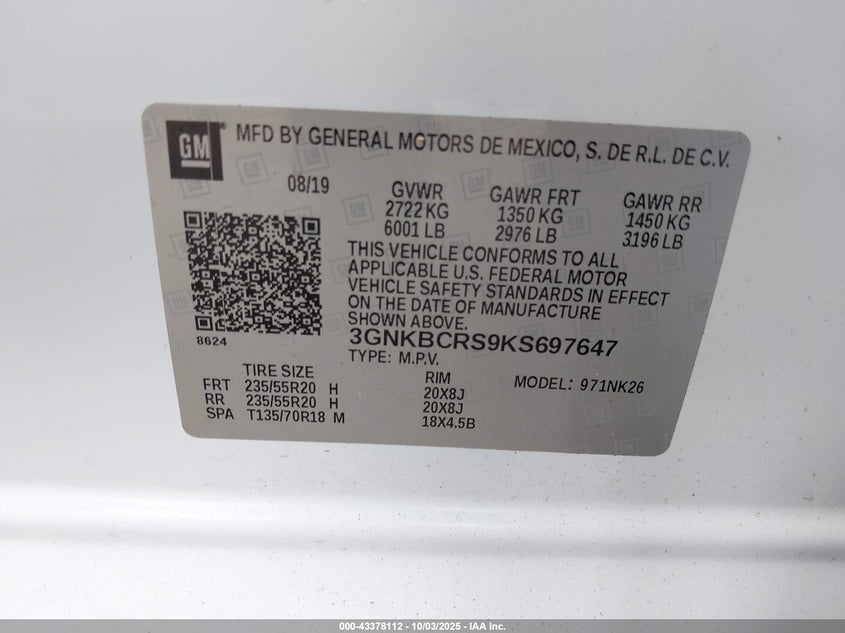 GM
MFD BY GENERAL MOTORS DE MEXICO, S. DE R.L. DE C.V.
08/19
GVWR
2722 KG
6001 LB
GAWR FRT
1350 KG
2976 LB
GAWR RR
1450 KG
3196 LB
THIS VEHICLE CONFORMS TO ALL
APPLICABLE U.S. FEDERAL MOTOR
VEHICLE SAFETY STANDARDS IN EFFECT
ON THE DATE OF MANUFACTURE
SHOWN ABOVE.
8624
3GNKBCRS9KS697647
TYPE: M.P.V.
TIRE SIZE
FRT 235/55R20 H
RR 235/55R20 H
SPA T135/70R18 M
RIM
20X8J
20X8J
18X4.5B
MODEL: 971NK26
000-43378112 - 10/03/2025 - IAA Inc.